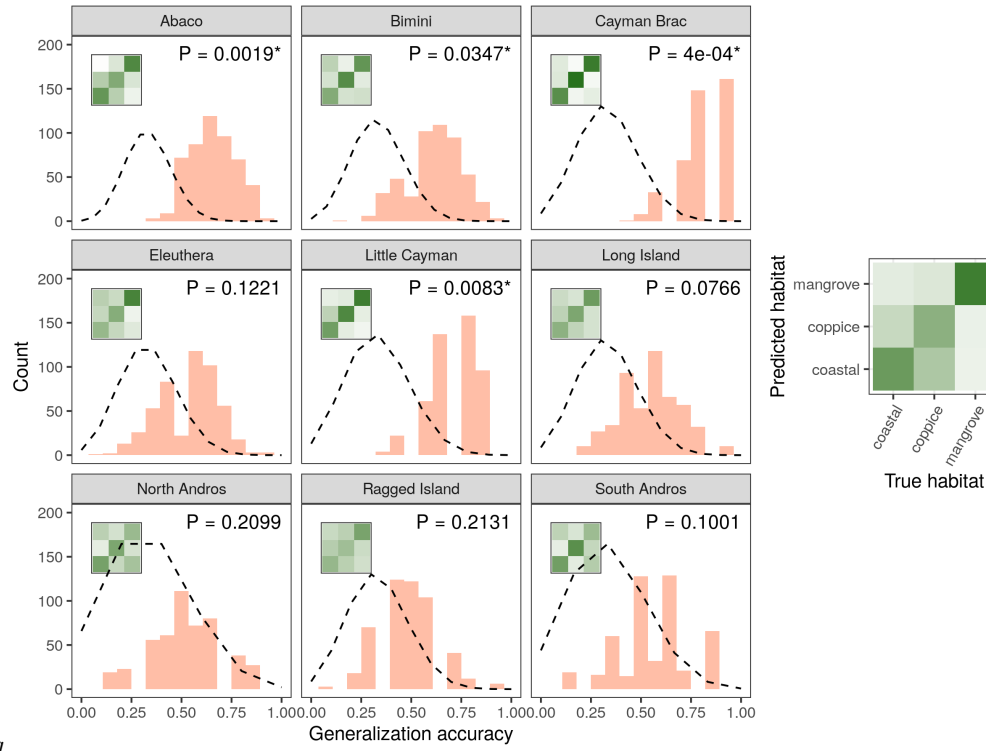 Abaco Bimini Cayman Brac
P = 0.0019* P = 0.0347* P = 4e-04*
200
150
100
50
0
Eleuthera Little Cayman Long Island
P = 0.1221 P = 0.0083* P = 0.0766
200
150
100
50
0
North Andros Ragged Island South Andros
P = 0.2099 P = 0.2131 P = 0.1001
200
150
100
50
0
Count
0.00 0.25 0.50 0.75 1.00 0.00 0.25 0.50 0.75 1.00 0.00 0.25 0.50 0.75 1.00
Generalization accuracy
Predicted habitat
mangrove
coppice
coastal
coastal coppice mangrove
True habitat